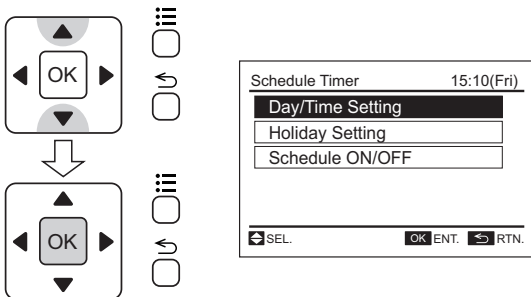 OK
OK
Schedule Timer 15:10(Fri)
Day/Time Setting
Holiday Setting
Schedule ON/OFF
SEL. OK ENT. RTN.